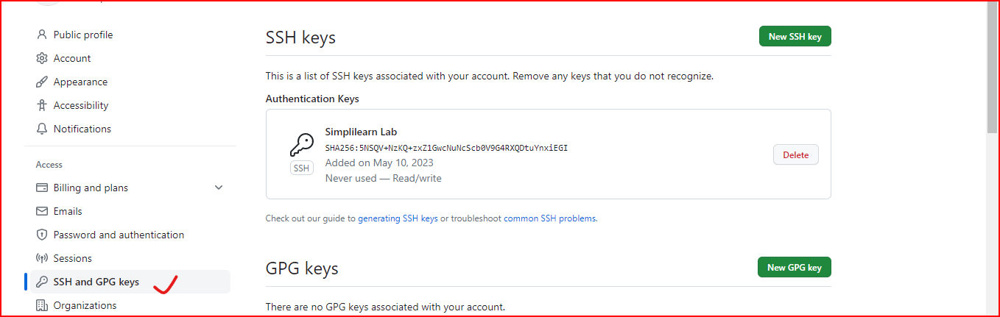 Public profile
Account
Appearance
Accessibility
Notifications
Access
Billing and plans
Emails
Password and authentication
Sessions
SSH and GPG keys
Organizations
SSH keys
New SSH key
This is a list of SSH keys associated with your account. Remove any keys that you do not recognize.
Authentication Keys
Simplilearn Lab
SHA256:5NSQV+NzKQ+zxZ1GwcNuNcScb0V9G4RXQDtuYnxiEGI
SSH
Added on May 10, 2023
Never used — Read/write
Delete
Check out our guide to generating SSH keys or troubleshoot common SSH problems.
GPG keys
New GPG key
There are no GPG keys associated with your account.